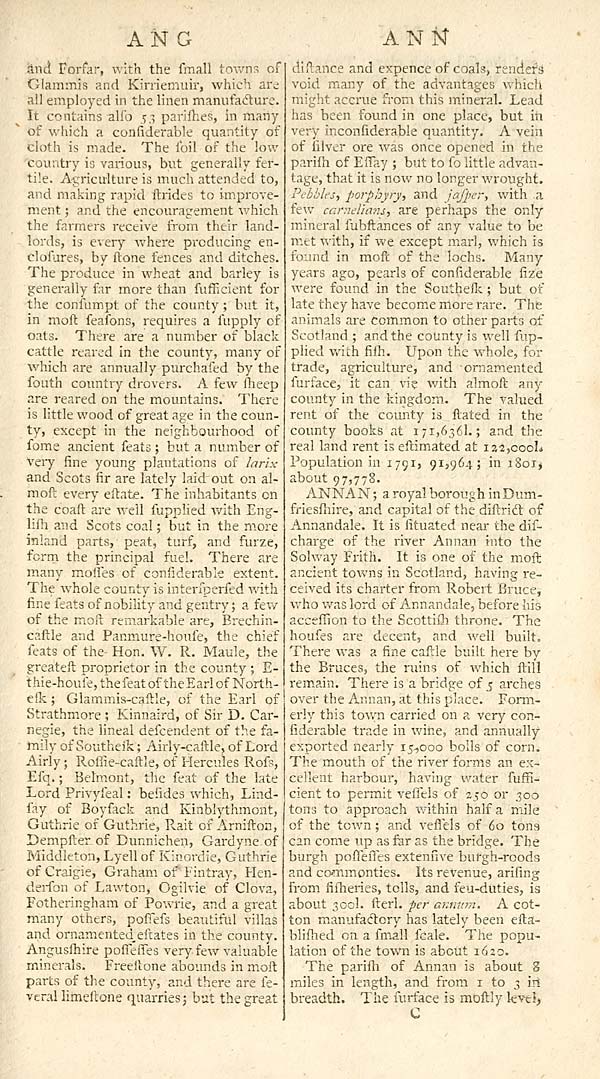 ANG
ANN
and Forfar, with the ſmall towns of
Glammis and Kirriemuir, which are
all employed in the linen manufacture.
It contains alſo 53 pariſhes, in many
of which a conſiderable quantity of
cloth is made. The ſoil of the low
country is various, but generally fer-
tile. Agriculture is much attended to,
and making rapid ſtrides to improve-
ment; and the encouragement which
the farmers receive from their land-
lords, is every where producing en-
cloſures, by ſtone fences and ditches.
The produce in wheat and barley is
generally far more than ſufficient for
the conſumpt of the county; but it,
in moſt ſeaſons, requires a ſupply of
oats. There are a number of black
cattle reared in the county, many of
which are annually purchaſed by the
ſouth country drovers. A few ſheep
are reared on the mountains. There
is little wood of great age in the coun-
ty, except in the neighbourhood of
ſome ancient ſeats; but a number of
very fine young plantations of larix
and Scots fir are lately laid out on al-
moſt every eſtate. The inhabitants on
the coaſt are well ſupplied with Eng-
liſh and Scots coal; but in the more
inland parts, peat, turf, and furze,
form the principal fuel. There are
many moſſes of conſiderable extent.
The whole county is interſperſed with
fine ſeats of nobility and gentry; a few
of the moſt remarkable are, Brechin-
caſtle and Panmure-houſe, the chief
ſeats of the Hon. W. R. Maule, the
greateſt proprietor in the county; E-
thie-houſe, the ſeat of the Earl of North-
eſk; Glammis-caſtle, of the Earl of
Strathmore; Kinnaird, of Sir D. Car-
negie, the lineal deſcendent of the fa-
mily of Southeſk; Airly-caſtle, of Lord
Airly; Roſſie-caſtle, of Hercules Roſs,
Eſq.; Belmont, the ſeat of the late
Lord Privyſeal: beſides which, Lind-
ſay of Boyſack and Kinblythmont,
Guthrie of Guthrie, Rait of Arniſton,
Dempſter of Dunnichen, Gardyne of
Middleton, Lyell of Kinordie, Guthrie
of Craigie, Graham of Fintray, Hen-
derſon of Lawton, Ogilvie of Clova,
Fotheringham of Powrie, and a great
many others, poſſeſs beautiful villas
and ornamented eſtates in the county.
Angusſhire poſſeſſes very few valuable
minerals. Freeſtone abounds in moſt
parts of the county, and there are ſe-
veral limeſtone quarries; but the great
diſtance and expence of coals, renders
void many of the advantages which
might accrue from this mineral. Lead
has been found in one place, but in
very inconſiderable quantity. A vein
of ſilver ore was once opened in the
pariſh of Eſſay; but to ſo little advan-
tage, that it is now no longer wrought.
Pebbles, porphyry, and jaſper, with a
few carnelians, are perhaps the only
mineral ſubſtances of any value to be
met with, if we except marl, which is
found in moſt of the lochs. Many
years ago, pearls of conſiderable ſize
were found in the Southeſk; but of
late they have become more rare. The
animals are common to other parts of
Scotland; and the county is well ſup-
plied with fiſh. Upon the whole, for
trade, agriculture, and ornamented
ſurface, it can vie with almoſt any
county in the kingdom. The valued
rent of the county is ſtated in the
county books at 171,636l.; and the
real land rent is eſtimated at 122,000l.
Population in 1791, 91,964; in 1801,
about 97,778.
ANNAN; a royal borough in Dum-
frieſhire, and capital of the diſtrict of
Annandale. It is ſituated near the diſ-
charge of the river Annan into the
Solway Frith. It is one of the moſt
ancient towns in Scotland, having re-
ceived its charter from Robert Bruce,
who was lord of Annandale, before his
acceſſion to the Scottiſh throne. The
houſes are decent, and well built.
There was a fine caſtle built here by
the Bruces, the ruins of which ſtill
remain. There is a bridge of 5 arches
over the Annan, at this place. Form-
erly this town carried on a very con-
ſiderable trade in wine, and annually
exported nearly 15,000 bolls of corn.
The mouth of the river forms an ex-
cellent harbour, having water ſuffi-
cient to permit veſſels of 250 or 300
tons to approach within half a mile
of the town; and veſſels of 60 tons
can come up as far as the bridge. The
burgh poſſeſſes extenſive burgh-roods
and commonties. Its revenue, ariſing
from fiſheries, tolls, and feu-duties, is
about 300l. ſterl. per annum. A cot-
ton manufactory has lately been eſta-
bliſhed on a ſmall ſcale. The popu-
lation of the town is about 1620.
The pariſh of Annan is about 8
miles in length, and from 1 to 3 in
breadth. The ſurface is moſtly level,
C